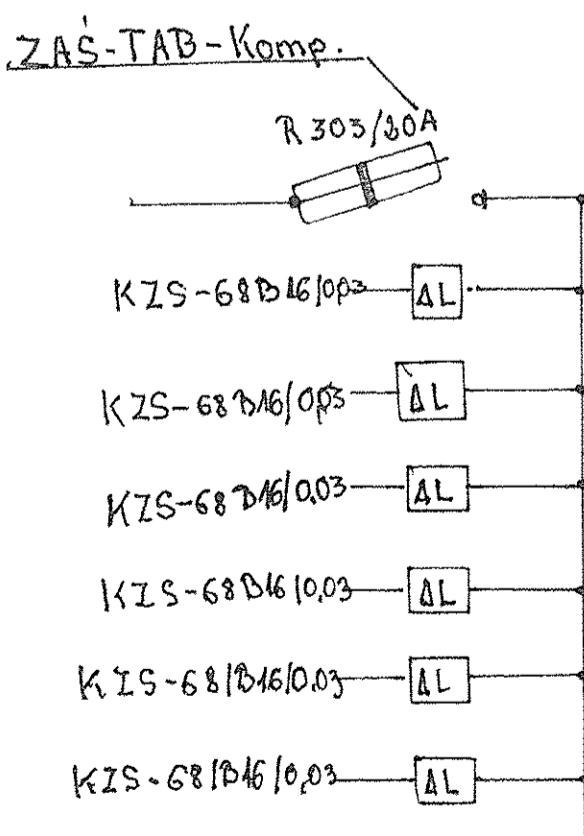 ZAŚ-TAB-Komp.
R 303/20A
KZS-68B16/0,03 ΔL
KZS-68B16/0,03 ΔL
KZS-68B16/0.03 ΔL
KZS-68B16/0,03 ΔL
KZS-68/B16/0.03 ΔL
KZS-68/B16/0,03 ΔL